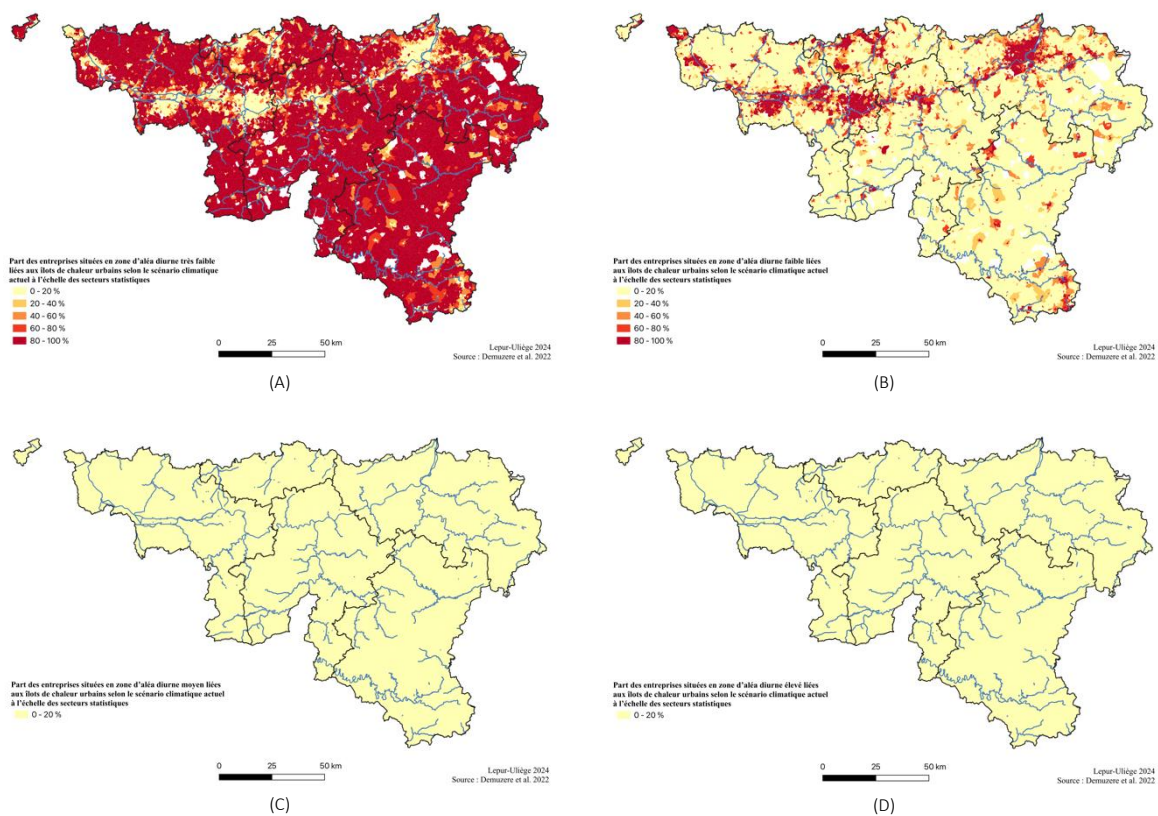 Part des entreprises situées en zone d'aléa diurne très faible
liées aux îlots de chaleur urbains selon le scénario climatique
actuel à l'échelle des secteurs statistiques
0 - 20 %
20 - 40 %
40 - 60 %
60 - 80 %
80 - 100 %
0 25 50 km
Lepur-Uliège 2024
Source : Demuzere et al. 2022
(A)
Part des entreprises situées en zone d'aléa diurne faible
liées aux îlots de chaleur urbains selon le scénario climatique actuel
à l'échelle des secteurs statistiques
0 - 20 %
20 - 40 %
40 - 60 %
60 - 80 %
80 - 100 %
0 25 50 km
Lepur-Uliège 2024
Source : Demuzere et al. 2022
(B)
Part des entreprises situées en zone d'aléa diurne moyen liées
aux îlots de chaleur urbains selon le scénario climatique actuel
à l'échelle des secteurs statistiques
0 - 20 %
0 25 50 km
Lepur-Uliège 2024
Source : Demuzere et al. 2022
(C)
Part des entreprises situées en zone d'aléa diurne élevé liées
aux îlots de chaleur urbains selon le scénario climatique actuel
à l'échelle des secteurs statistiques
0 - 20 %
0 25 50 km
Lepur-Uliège 2024
Source : Demuzere et al. 2022
(D)